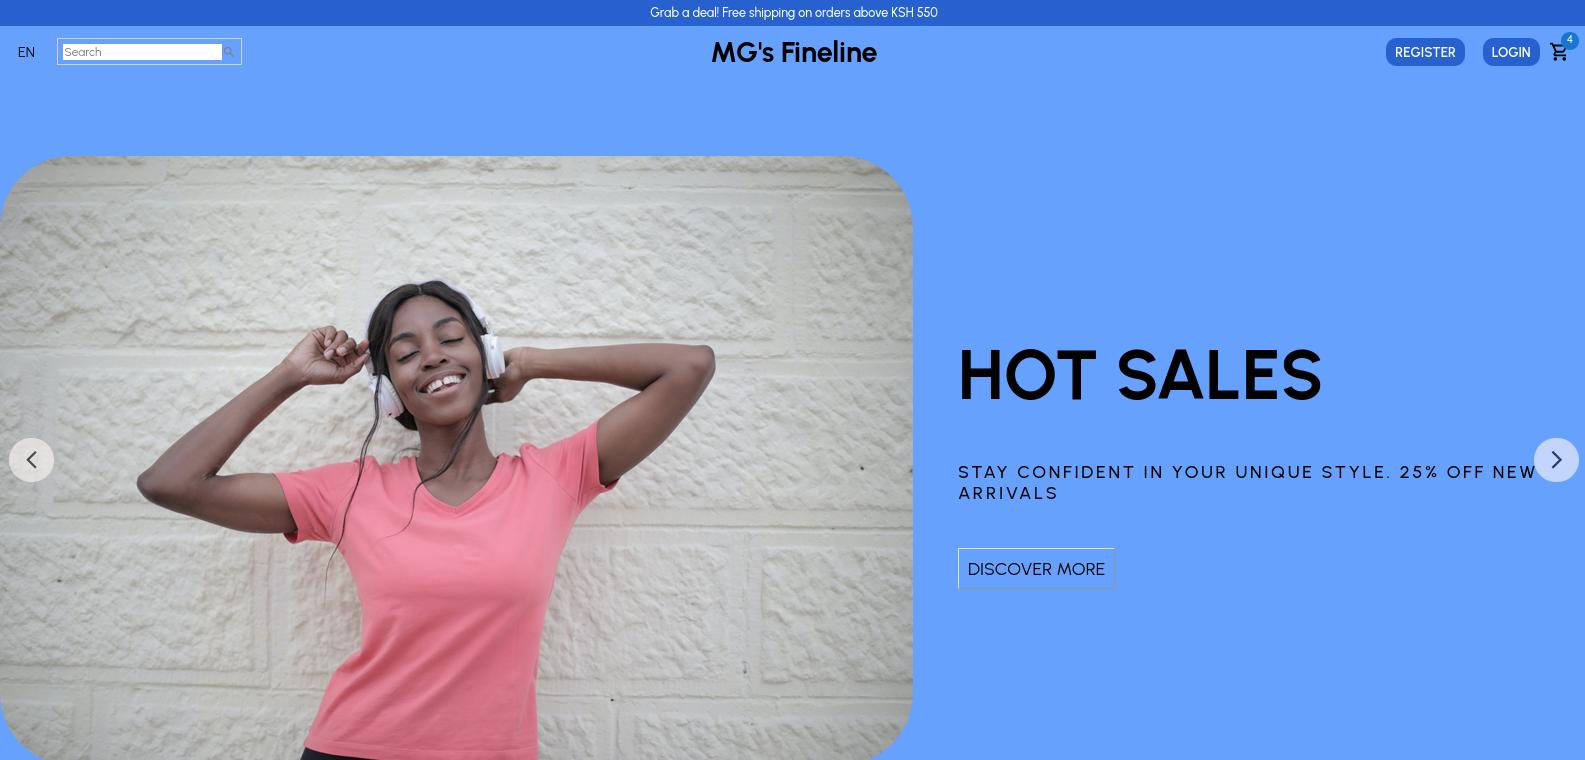 Grab a deal! Free shipping on orders above KSH 550
EN
Search
MG's Fineline
REGISTER
LOGIN
4
HOT SALES
STAY CONFIDENT IN YOUR UNIQUE STYLE. 25% OFF NEW
ARRIVALS
DISCOVER MORE